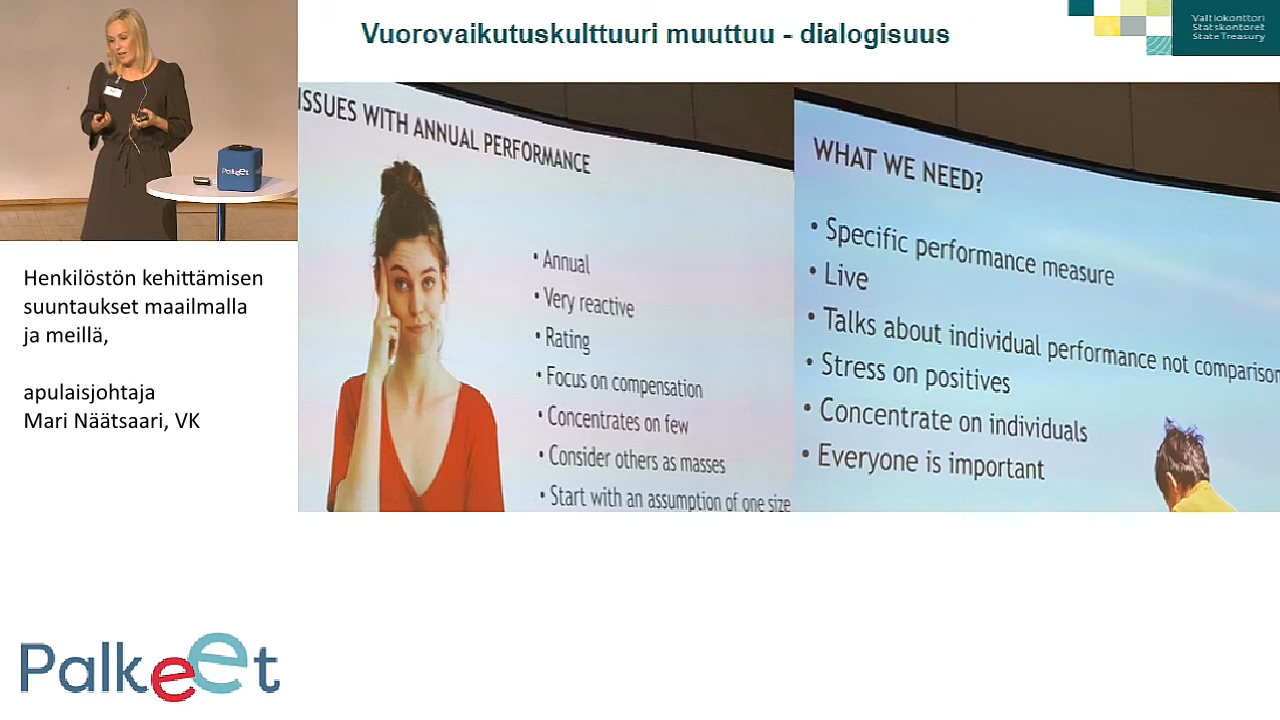 Vuorovaikutuskulttuuri muuttuu - dialogisuus
Valtiokonttori
Statskontoret
State Treasury
Palkeet
Henkilöstön kehittämisen
suuntaukset maailmalla
ja meillä,
apulaisjohtaja
Mari Näätsaari, VK
ISSUES WITH ANNUAL PERFORMANCE
• Annual
• Very reactive
• Rating
• Focus on compensation
• Concentrates on few
• Consider others as masses
• Start with an assumption of one size
WHAT WE NEED?
• Specific performance measure
• Live
• Talks about individual performance not comparison
• Stress on positives
• Concentrate on individuals
• Everyone is important
Palkeet